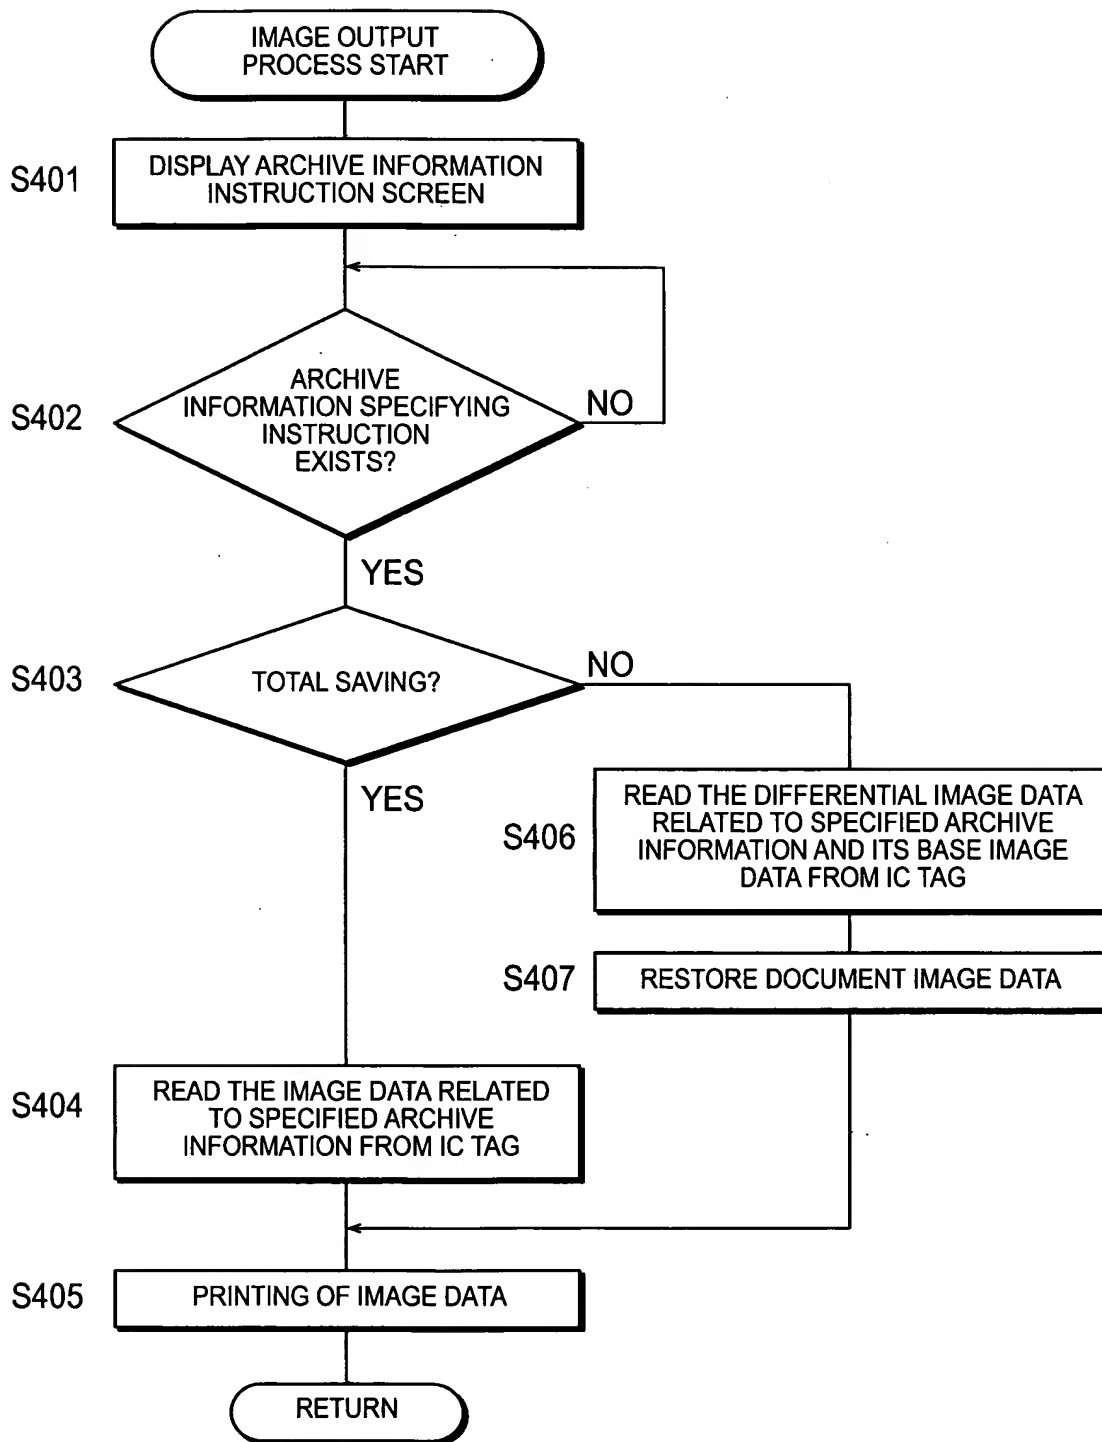 IMAGE OUTPUT
PROCESS START
S401
DISPLAY ARCHIVE INFORMATION
INSTRUCTION SCREEN
S402
ARCHIVE
INFORMATION SPECIFYING
INSTRUCTION
EXISTS?
NO
YES
S403
TOTAL SAVING?
NO
YES
S406
READ THE DIFFERENTIAL IMAGE DATA
RELATED TO SPECIFIED ARCHIVE
INFORMATION AND ITS BASE IMAGE
DATA FROM IC TAG
S407
RESTORE DOCUMENT IMAGE DATA
S404
READ THE IMAGE DATA RELATED
TO SPECIFIED ARCHIVE
INFORMATION FROM IC TAG
S405
PRINTING OF IMAGE DATA
RETURN